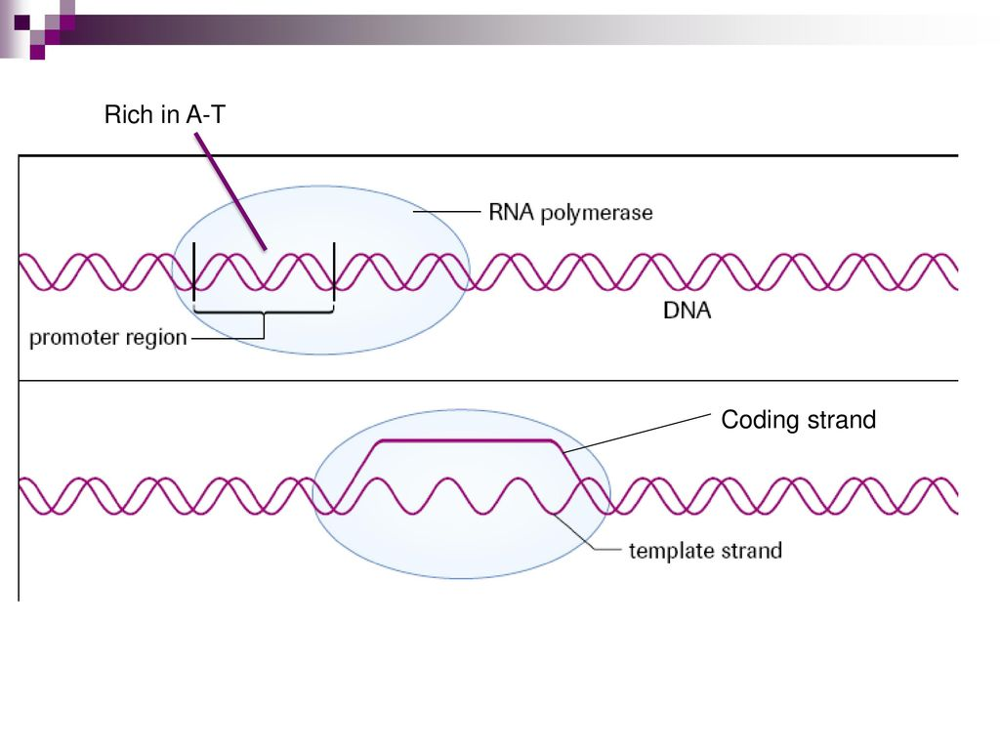 Rich in A-T
RNA polymerase
DNA
promoter region
Coding strand
template strand